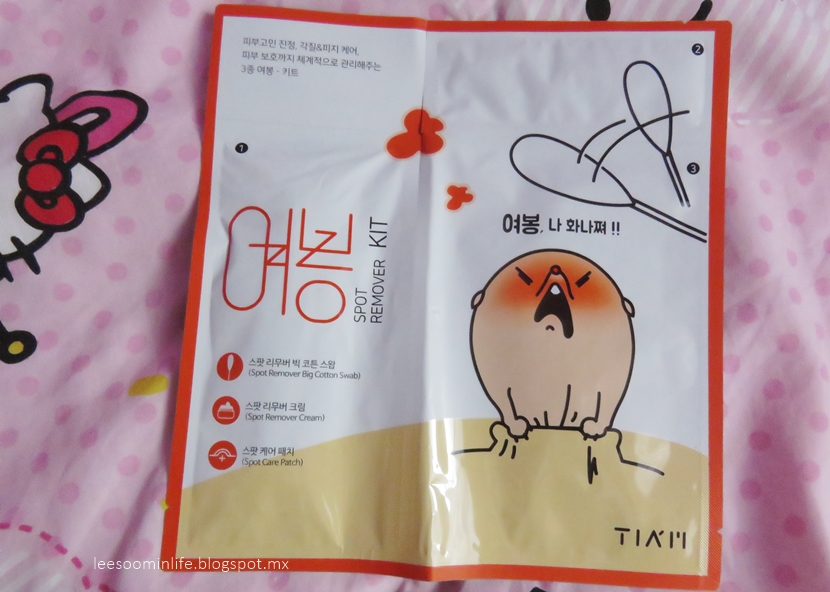 피부고민 진정, 각질&피지 케어,
피부 보호까지 체계적으로 관리해주는
3종 여봉 · 키트
2
1
3
여봉
SPOT
REMOVER KIT
여봉, 나 화나쪄 !!
스팟 리무버 빅 코튼 스왑
(Spot Remover Big Cotton Swab)
스팟 리무버 크림
(Spot Remover Cream)
스팟 케어 패치
(Spot Care Patch)
TIAM
leesoominlife.blogspot.mx